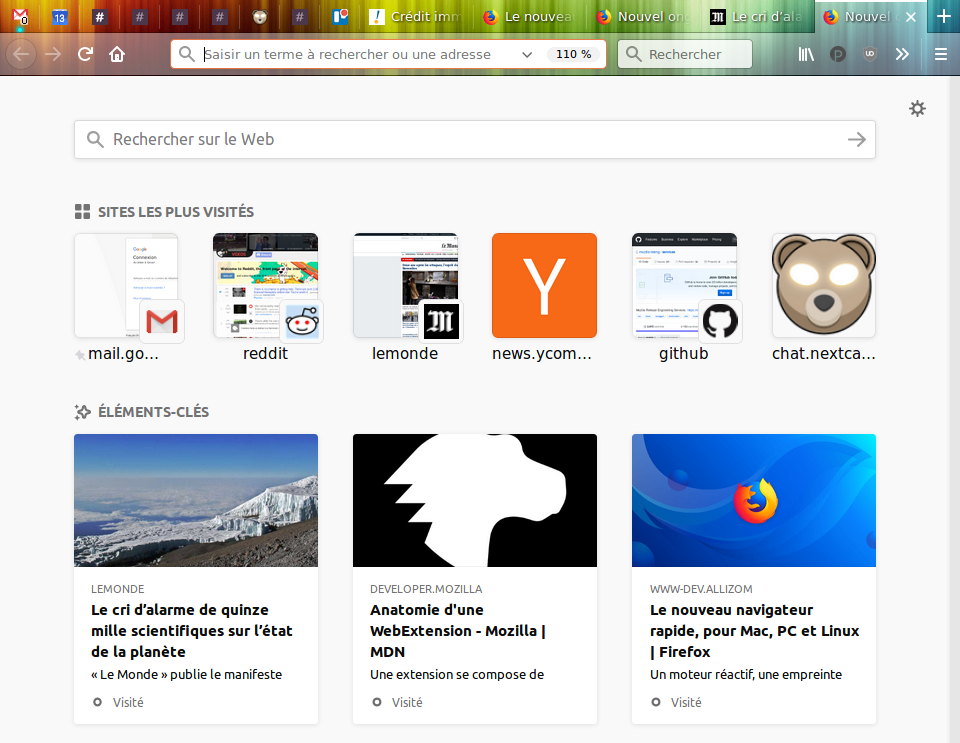 0
13
#
#
#
#
#
Crédit imm
Le nouvea
Nouvel on
Le cri d’ala
Nouvel
Saisir un terme à rechercher ou une adresse
110 %
Rechercher
Rechercher sur le Web
SITES LES PLUS VISITÉS
Google
Connexion
Y
mail.go...
reddit
lemonde
news.ycom...
github
chat.nextca...
ÉLÉMENTS-CLÉS
LEMONDE
Le cri d’alarme de quinze
mille scientifiques sur l’état
de la planète
« Le Monde » publie le manifeste
Visité
DEVELOPER.MOZILLA
Anatomie d'une
WebExtension - Mozilla |
MDN
Une extension se compose de
Visité
WWW-DEV.ALLIZOM
Le nouveau navigateur
rapide, pour Mac, PC et Linux
| Firefox
Un moteur réactif, une empreinte
Visité